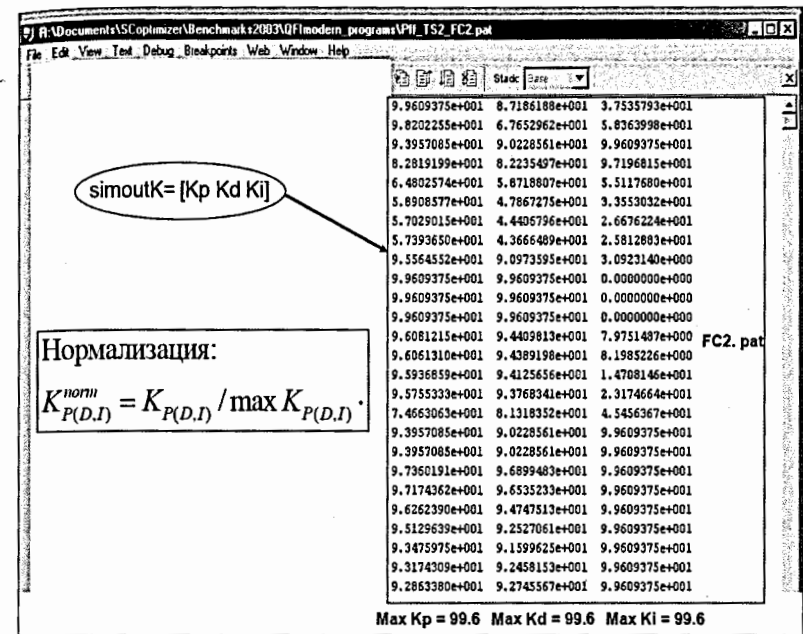 A:\Documents\SCoptimizer\Benchmarks2003\QFImodern_programs\Pff_TS2_FC2.pat
File Edit View Text Debug Breakpoints Web Window Help
Stack: Base
simoutK= [Kp Kd Ki]
Нормализация:
K^{norm}_{P(D,I)} = K_{P(D,I)} / max K_{P(D,I)} .
9.9609375e+001 8.7186188e+001 3.7535793e+001
9.8202255e+001 6.7652962e+001 5.8363998e+001
9.3957085e+001 9.0228561e+001 9.9609375e+001
8.2819199e+001 8.2235497e+001 9.7196815e+001
6.4802574e+001 5.8718807e+001 5.5117680e+001
5.8908577e+001 4.7867275e+001 3.3553032e+001
5.7029015e+001 4.4406796e+001 2.6676224e+001
5.7393650e+001 4.3666489e+001 2.5812883e+001
9.5564552e+001 9.0973595e+001 3.0923140e+000
9.9609375e+001 9.9609375e+001 0.0000000e+000
9.9609375e+001 9.9609375e+001 0.0000000e+000
9.9609375e+001 9.9609375e+001 0.0000000e+000
9.6081215e+001 9.4409813e+001 7.9751487e+000
9.6061310e+001 9.4389198e+001 8.1985226e+000
9.5936859e+001 9.4125656e+001 1.4708146e+001
9.5755333e+001 9.3768341e+001 2.3174664e+001
7.4663063e+001 8.1318352e+001 4.5456367e+001
9.3957085e+001 9.0228561e+001 9.9609375e+001
9.3957085e+001 9.0228561e+001 9.9609375e+001
9.7360191e+001 9.6899483e+001 9.9609375e+001
9.7174362e+001 9.6535233e+001 9.9609375e+001
9.6262390e+001 9.4747513e+001 9.9609375e+001
9.5129639e+001 9.2527061e+001 9.9609375e+001
9.3475975e+001 9.1599625e+001 9.9609375e+001
9.3174309e+001 9.2458153e+001 9.9609375e+001
9.2863380e+001 9.2745567e+001 9.9609375e+001
FC2. pat
Max Kp = 99.6 Max Kd = 99.6 Max Ki = 99.6